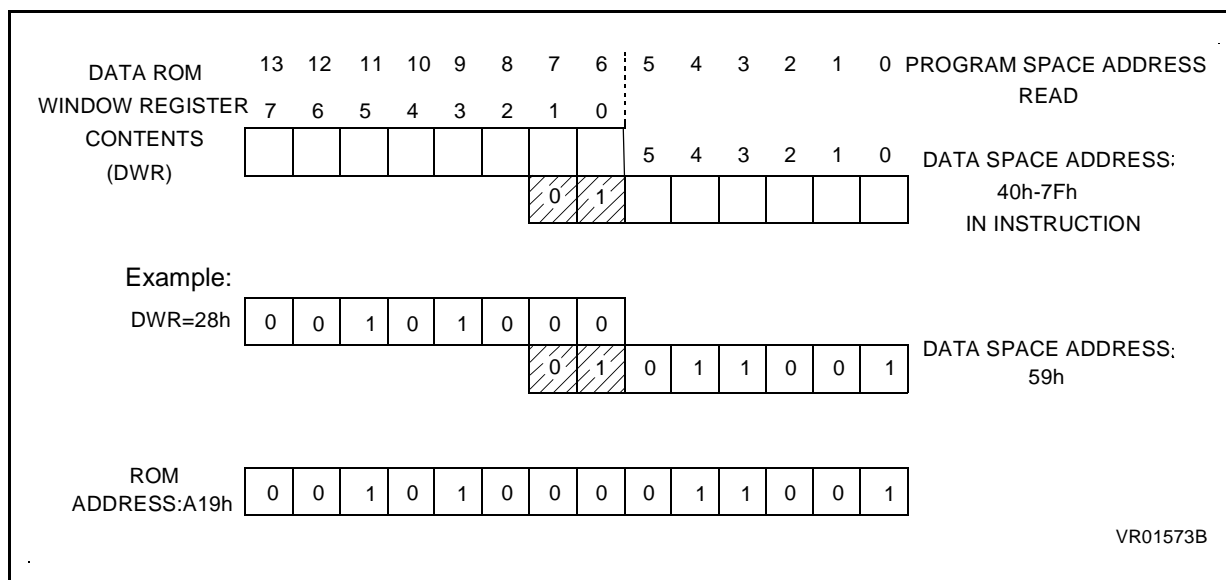 13 12 11 10 9 8 7 6 5 4 3 2 1 0 PROGRAM SPACE ADDRESS
READ
DATA ROM
WINDOW REGISTER 7 6 5 4 3 2 1 0
CONTENTS
(DWR)
5 4 3 2 1 0 DATA SPACE ADDRESS:
40h-7Fh
IN INSTRUCTION
0 1
Example:
DWR=28h 0 0 1 0 1 0 0 0
0 1 0 1 1 0 0 1 DATA SPACE ADDRESS:
59h
ROM
ADDRESS:A19h 0 0 1 0 1 0 0 0 0 1 1 0 0 1
VR01573B